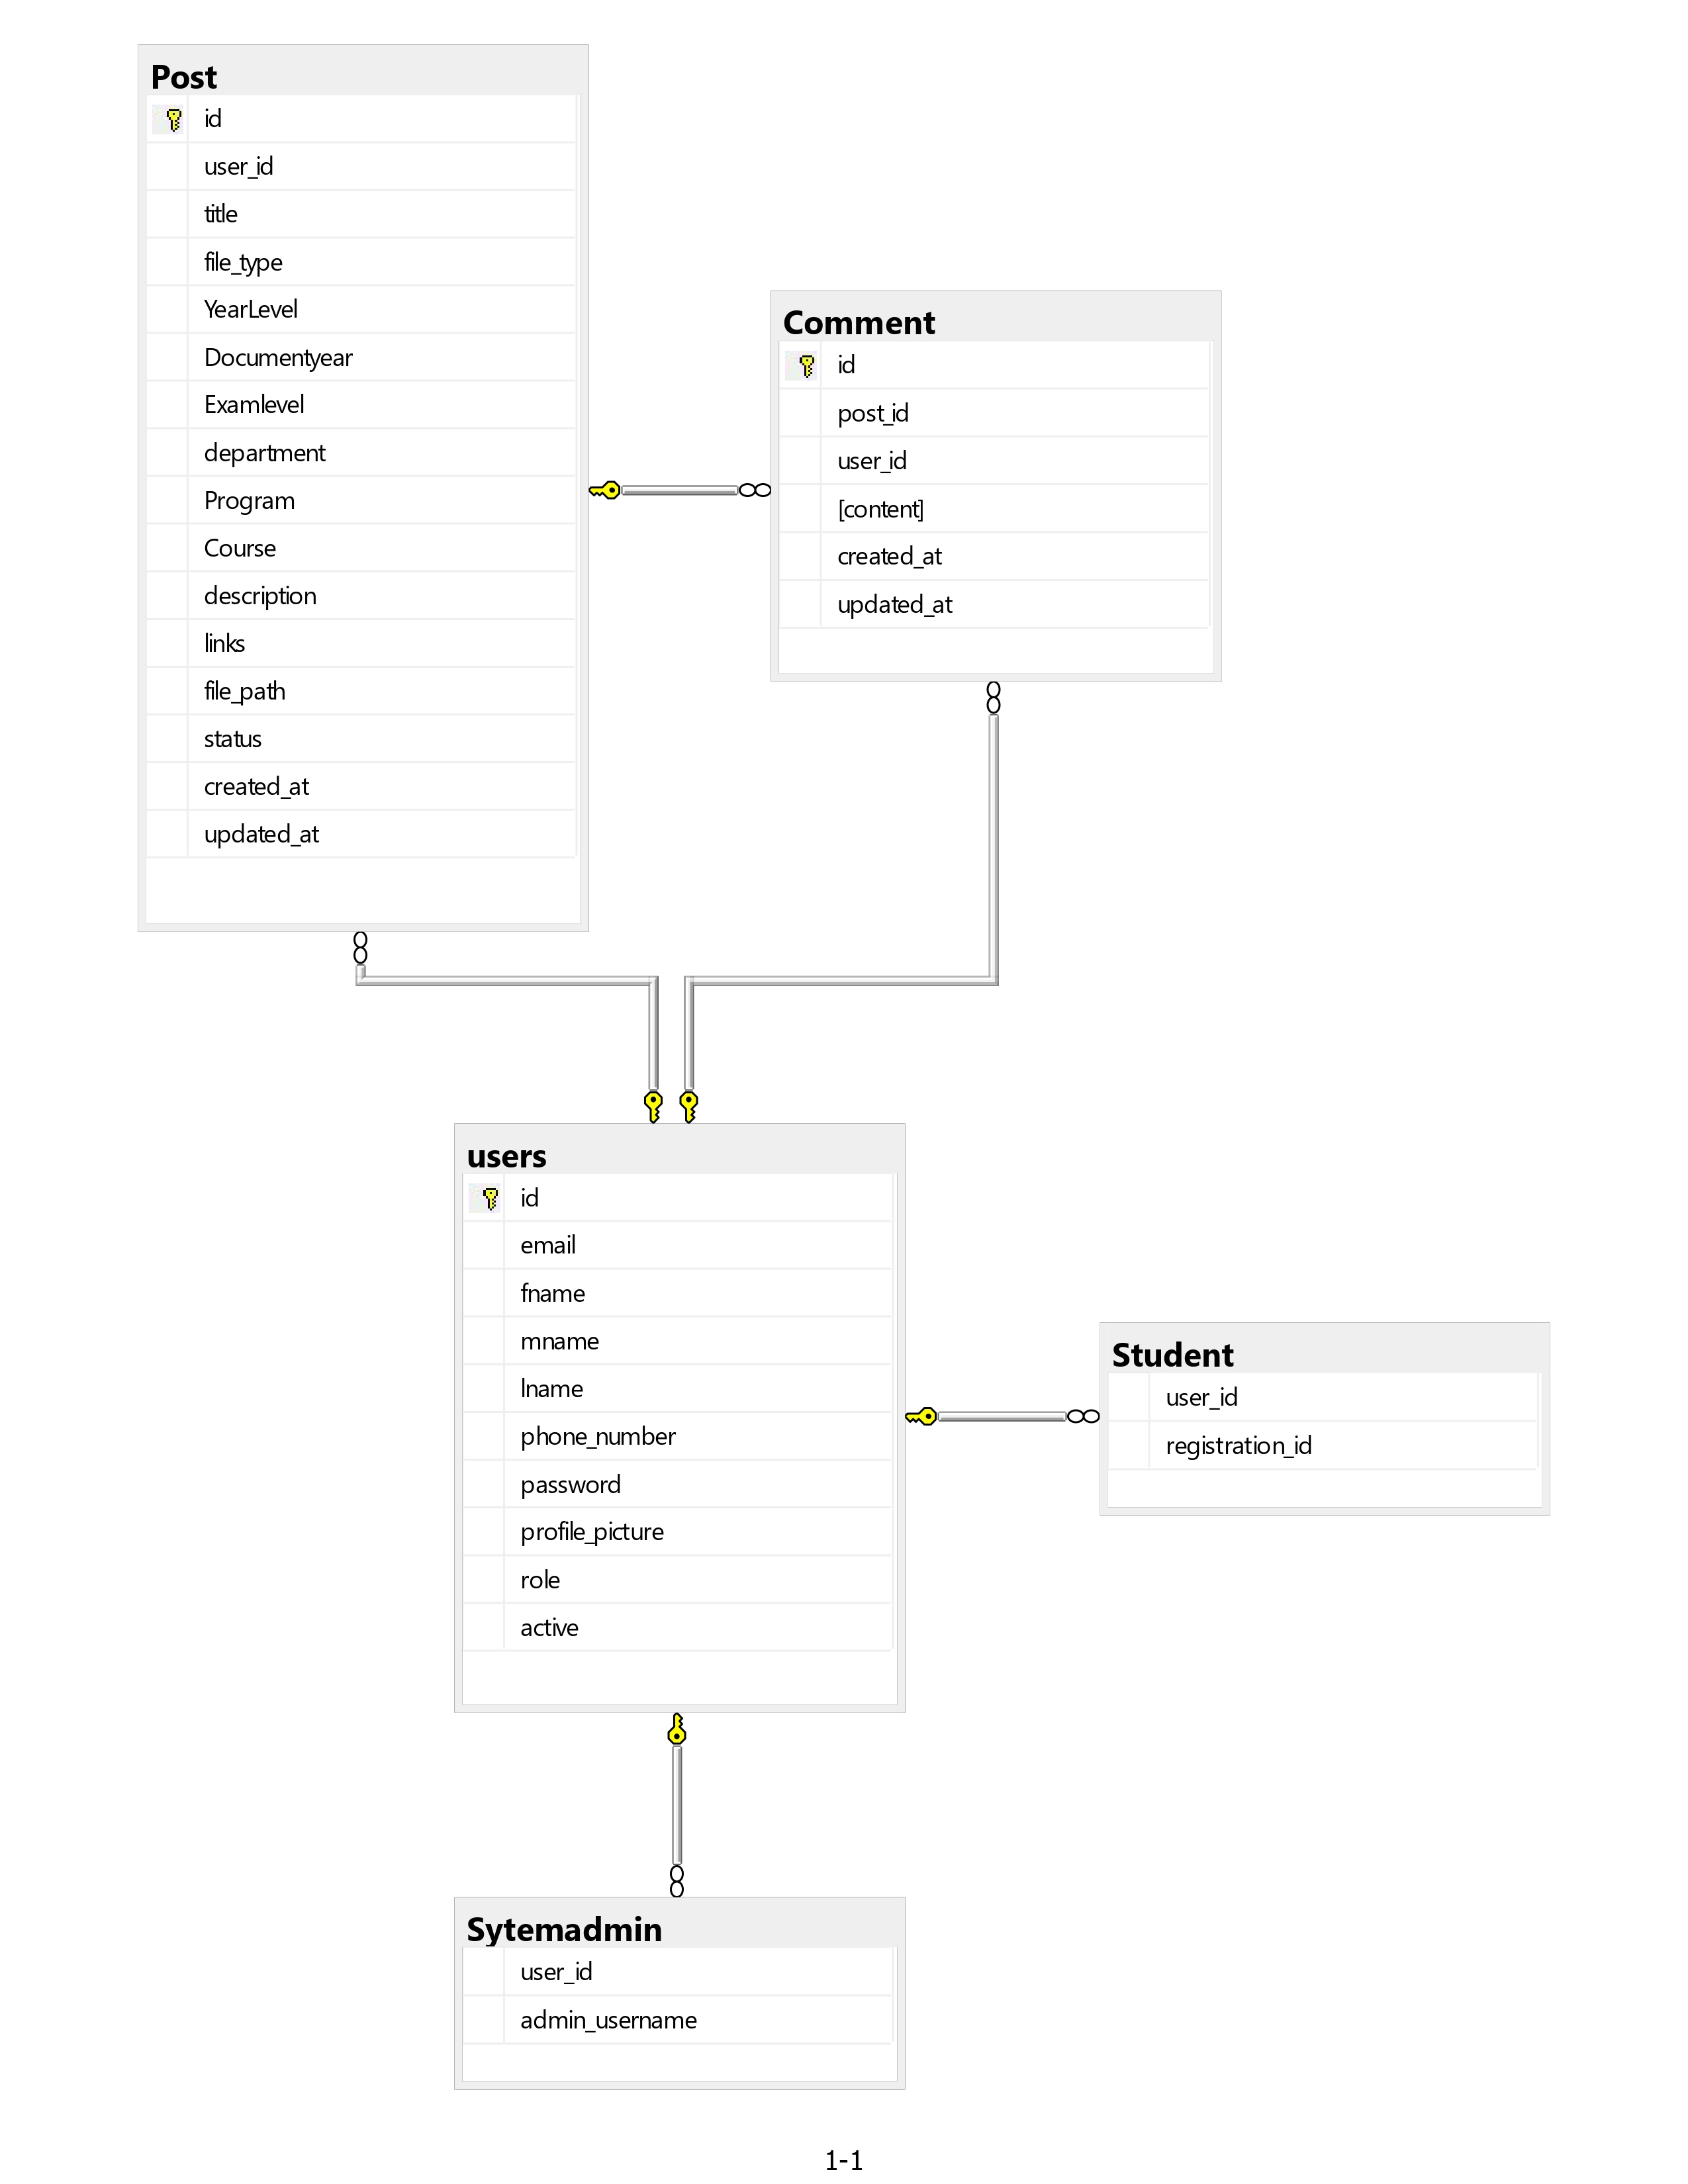 Post
id
user_id
title
file_type
YearLevel
Documentyear
Examlevel
department
Program
Course
description
links
file_path
status
created_at
updated_at
Comment
id
post_id
user_id
[content]
created_at
updated_at
users
id
email
fname
mname
lname
phone_number
password
profile_picture
role
active
Student
user_id
registration_id
Sytemadmin
user_id
admin_username
1-1